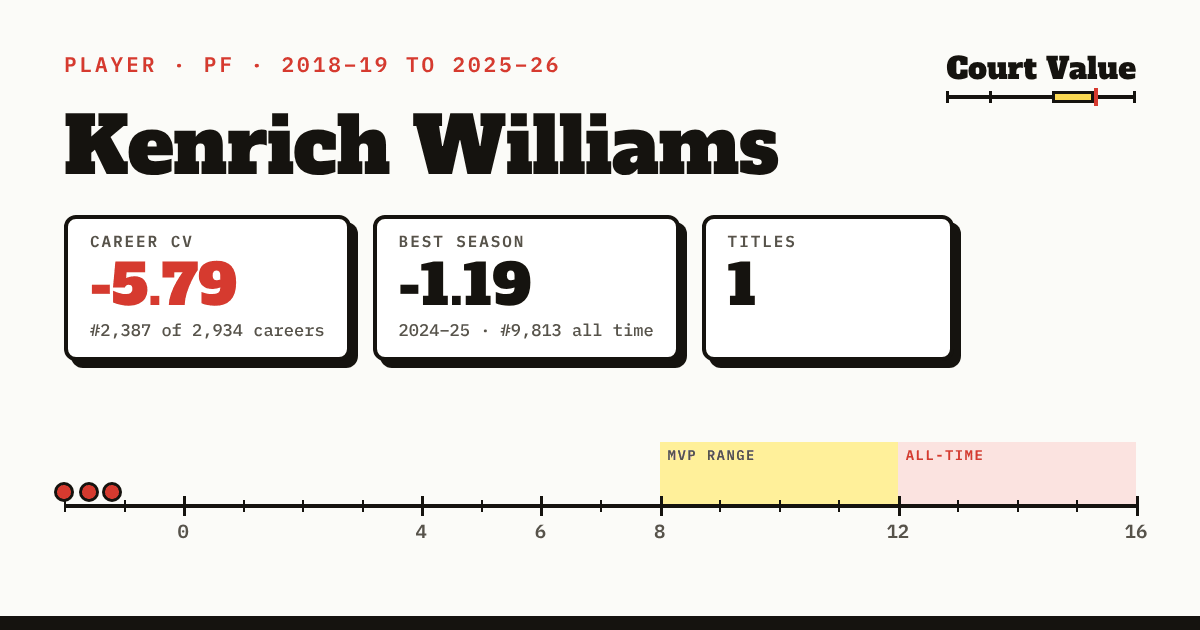 PLAYER · PF · 2018–19 TO 2025–26
Court Value
Kenrich Williams
CAREER CV
-5.79
#2,387 of 2,934 careers
BEST SEASON
-1.19
2024–25 · #9,813 all time
TITLES
1
MVP RANGE
ALL-TIME
0 4 6 8 12 16